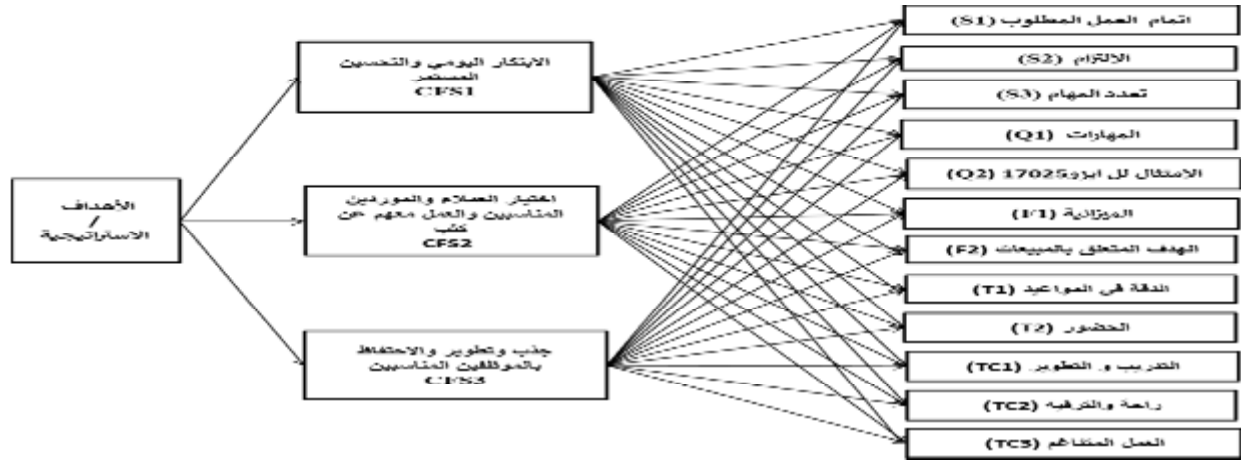 الأهداف
/
الاستراتيجية
الابتكار اليومي والتحسين
المستمر
CFS1
اختيار العملاء والموردين
المناسبين والعمل معهم عن
كثب
CFS2
جذب وتطوير والاحتفاظ
بالموظفين المناسبين
CFS3
اتمام العمل المطلوب (S1)
الالتزام (S2)
تعدد المهام (S3)
المهارات (Q1)
الامتثال لل ايزو17025 (Q2)
الميزانية (F1)
الهدف المتعلق بالمبيعات (F2)
الدقة في المواعيد (T1)
الحضور (T2)
التدريب و التطوير (TC1)
راحة والترفيه (TC2)
العمل المتناغم (TC3)